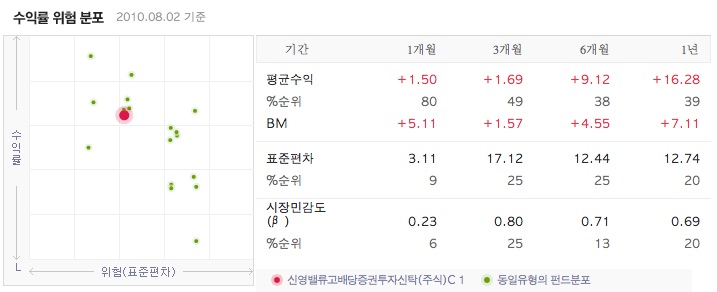 수익률 위험 분포 2010.08.02 기준
기간 1개월 3개월 6개월 1년
평균수익 +1.50 +1.69 +9.12 +16.28
%순위 80 49 38 39
BM +5.11 +1.57 +4.55 +7.11
표준편차 3.11 17.12 12.44 12.74
%순위 9 25 25 20
시장민감도
(β ) 0.23 0.80 0.71 0.69
%순위 6 25 13 20
수익률
L 위험(표준편차)
신영밸류고배당증권투자신탁(주식)C 1 동일유형의 펀드분포